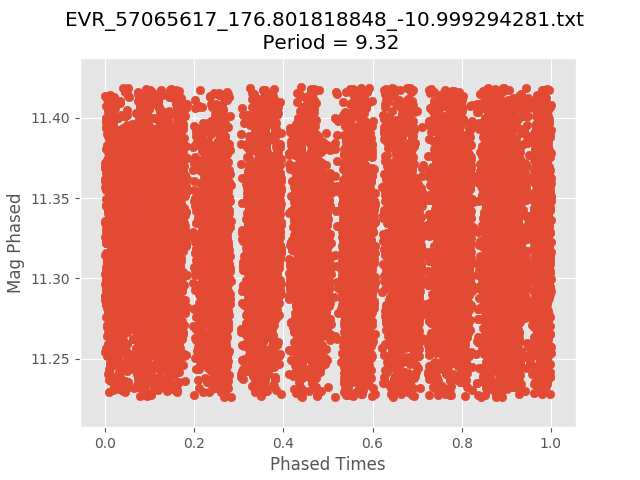 EVR_57065617_176.801818848_-10.999294281.txt
Period = 9.32
11.40
11.35
11.30
11.25
Mag Phased
0.0 0.2 0.4 0.6 0.8 1.0
Phased Times